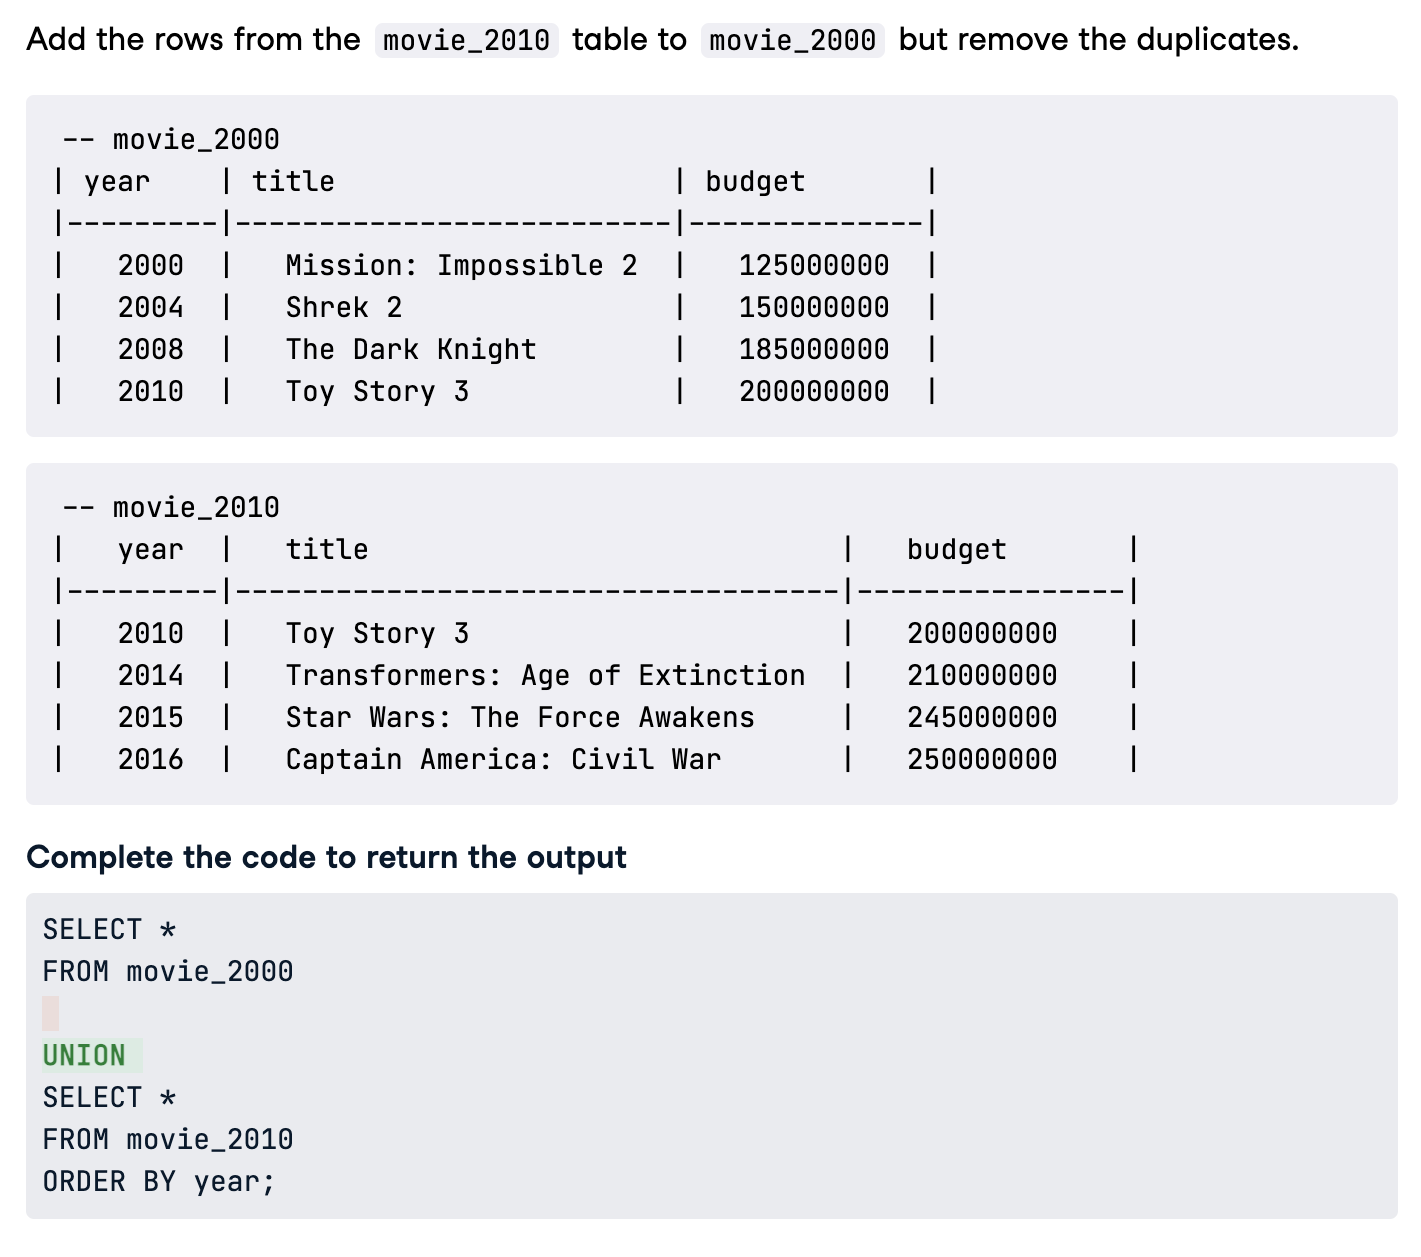 Add the rows from the movie_2010 table to movie_2000 but remove the duplicates.
-- movie_2000
| year    | title                    | budget       |
|---------|--------------------------|--------------|
|   2000  |   Mission: Impossible 2  |   125000000  |
|   2004  |   Shrek 2                |   150000000  |
|   2008  |   The Dark Knight        |   185000000  |
|   2010  |   Toy Story 3            |   200000000  |
-- movie_2010
|   year  |   title                            |   budget       |
|---------|------------------------------------|----------------|
|   2010  |   Toy Story 3                      |   200000000    |
|   2014  |   Transformers: Age of Extinction  |   210000000    |
|   2015  |   Star Wars: The Force Awakens     |   245000000    |
|   2016  |   Captain America: Civil War       |   250000000    |
Complete the code to return the output
SELECT *
FROM movie_2000
UNION
SELECT *
FROM movie_2010
ORDER BY year;